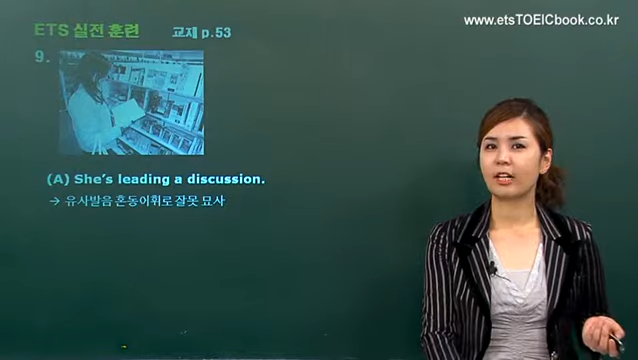 www.etsTOEICbook.co.kr
ETS 실전 훈련 교재 p.53
9.
(A) She's leading a discussion.
→ 유사발음 혼동어휘로 잘못 묘사